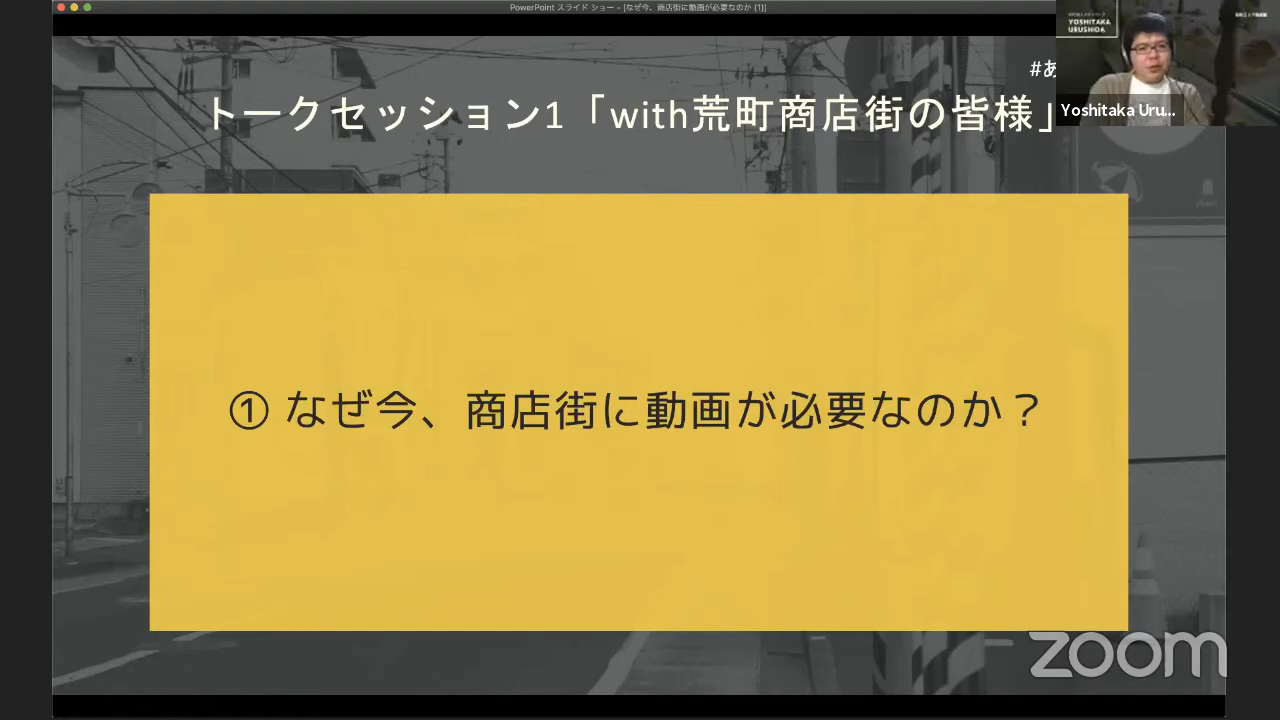 PowerPoint スライド ショー - [なぜ今、商店街に動画が必要なのか (1)]
#あ
トークセッション1「with荒町商店街の皆様」
YOSHITAKA
URUSHIDA
Yoshitaka Uru...
① なぜ今、商店街に動画が必要なのか？
zoom